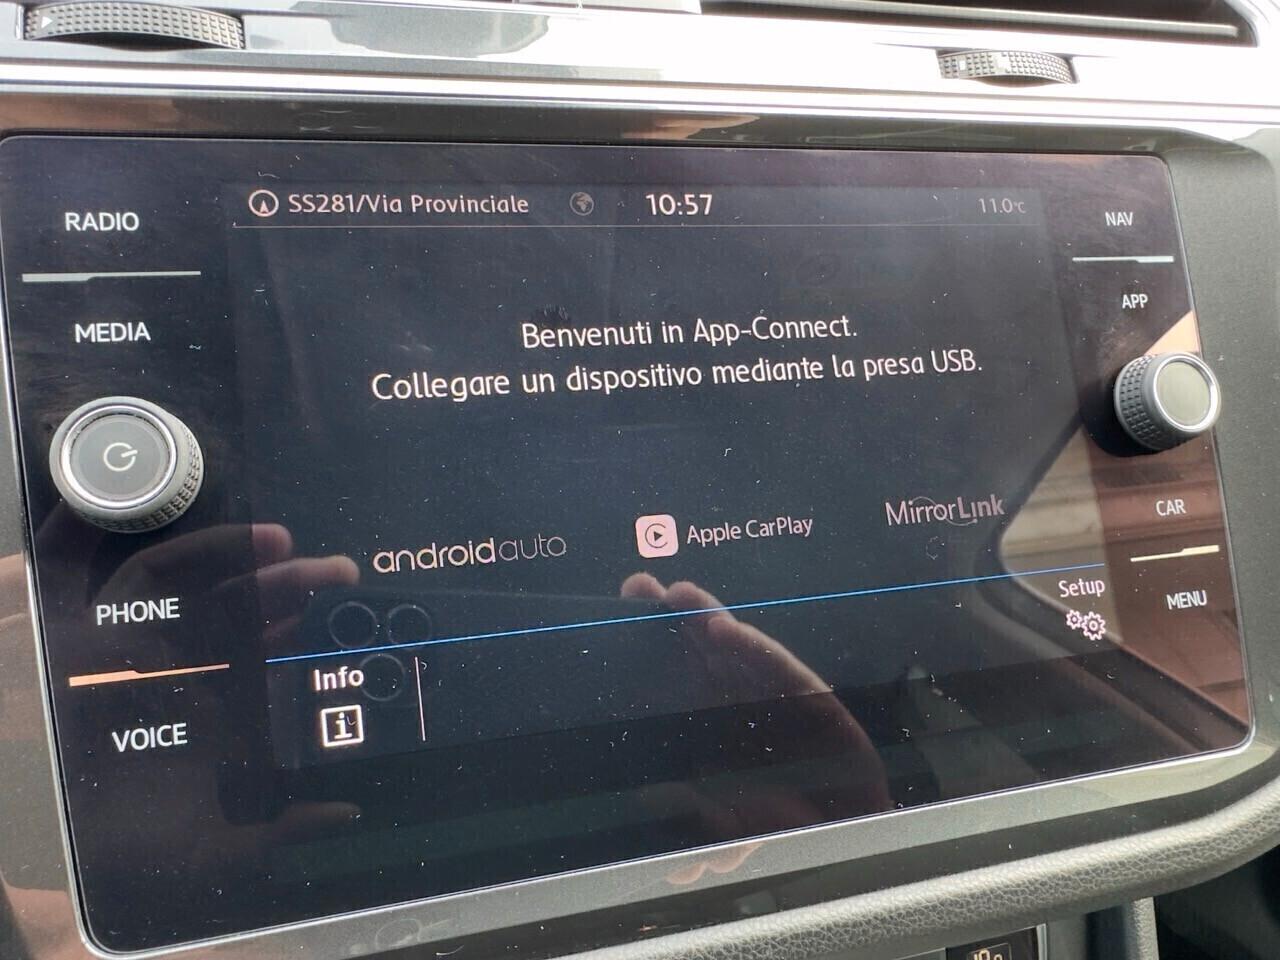 SS281/Via Provinciale 10:57 11.0°C
RADIO
MEDIA
PHONE
VOICE
NAV
APP
CAR
MENU
Benvenuti in App-Connect.
Collegare un dispositivo mediante la presa USB.
androidauto
Apple CarPlay
MirrorLink
Setup
Info
i